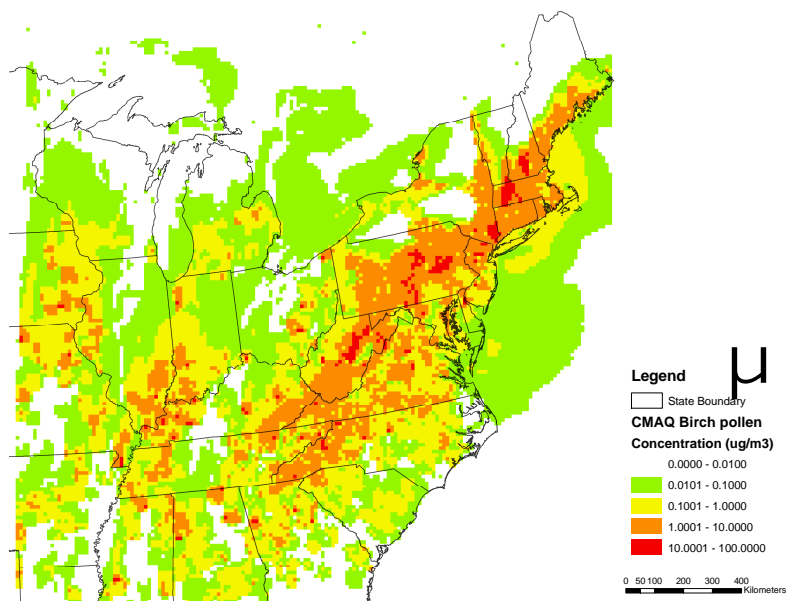 µ
Legend
State Boundary
CMAQ Birch pollen
Concentration (ug/m3)
0.0000 - 0.0100
0.0101 - 0.1000
0.1001 - 1.0000
1.0001 - 10.0000
10.0001 - 100.0000
0 50 100 200 300 400
Kilometers